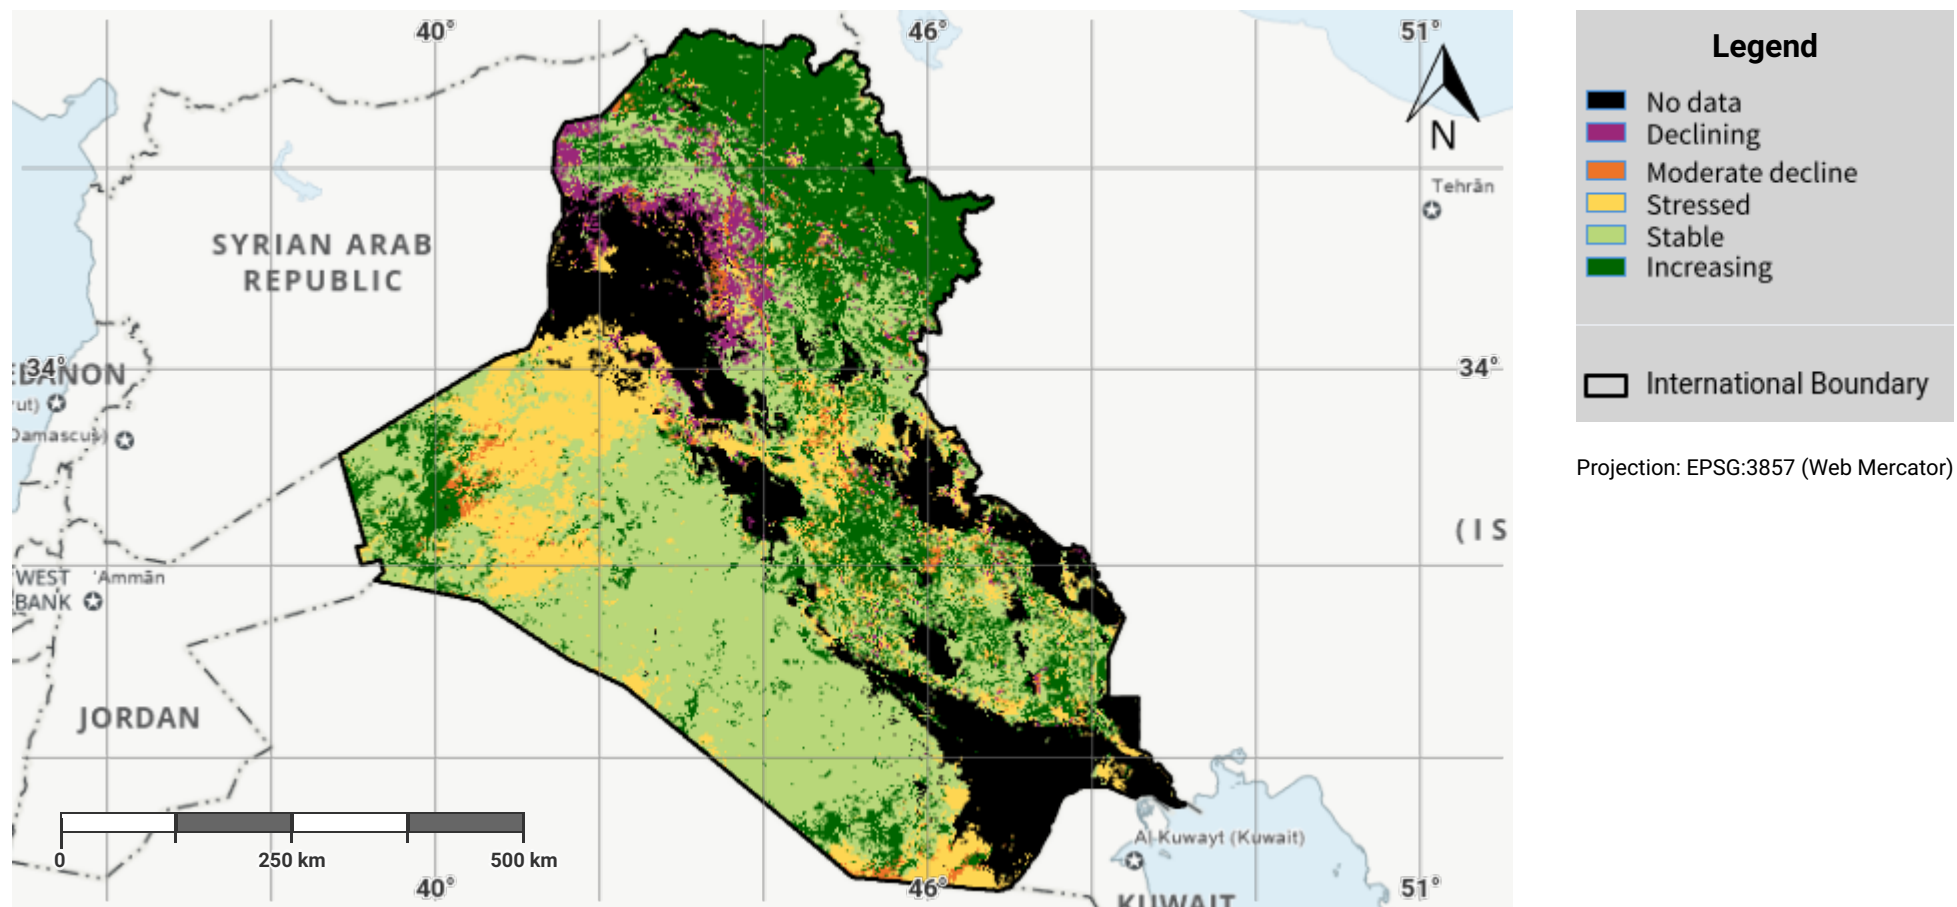 40°
46°
51°
Tehrān
N
SYRIAN ARAB
REPUBLIC
34°
34°
EBANON
rut)
Damascus)
( I S
WEST
BANK
'Ammān
JORDAN
0
250 km
500 km
Al Kuwayt (Kuwait)
40°
46°
51°
KUWAIT
Legend
No data
Declining
Moderate decline
Stressed
Stable
Increasing
International Boundary
Projection: EPSG:3857 (Web Mercator)